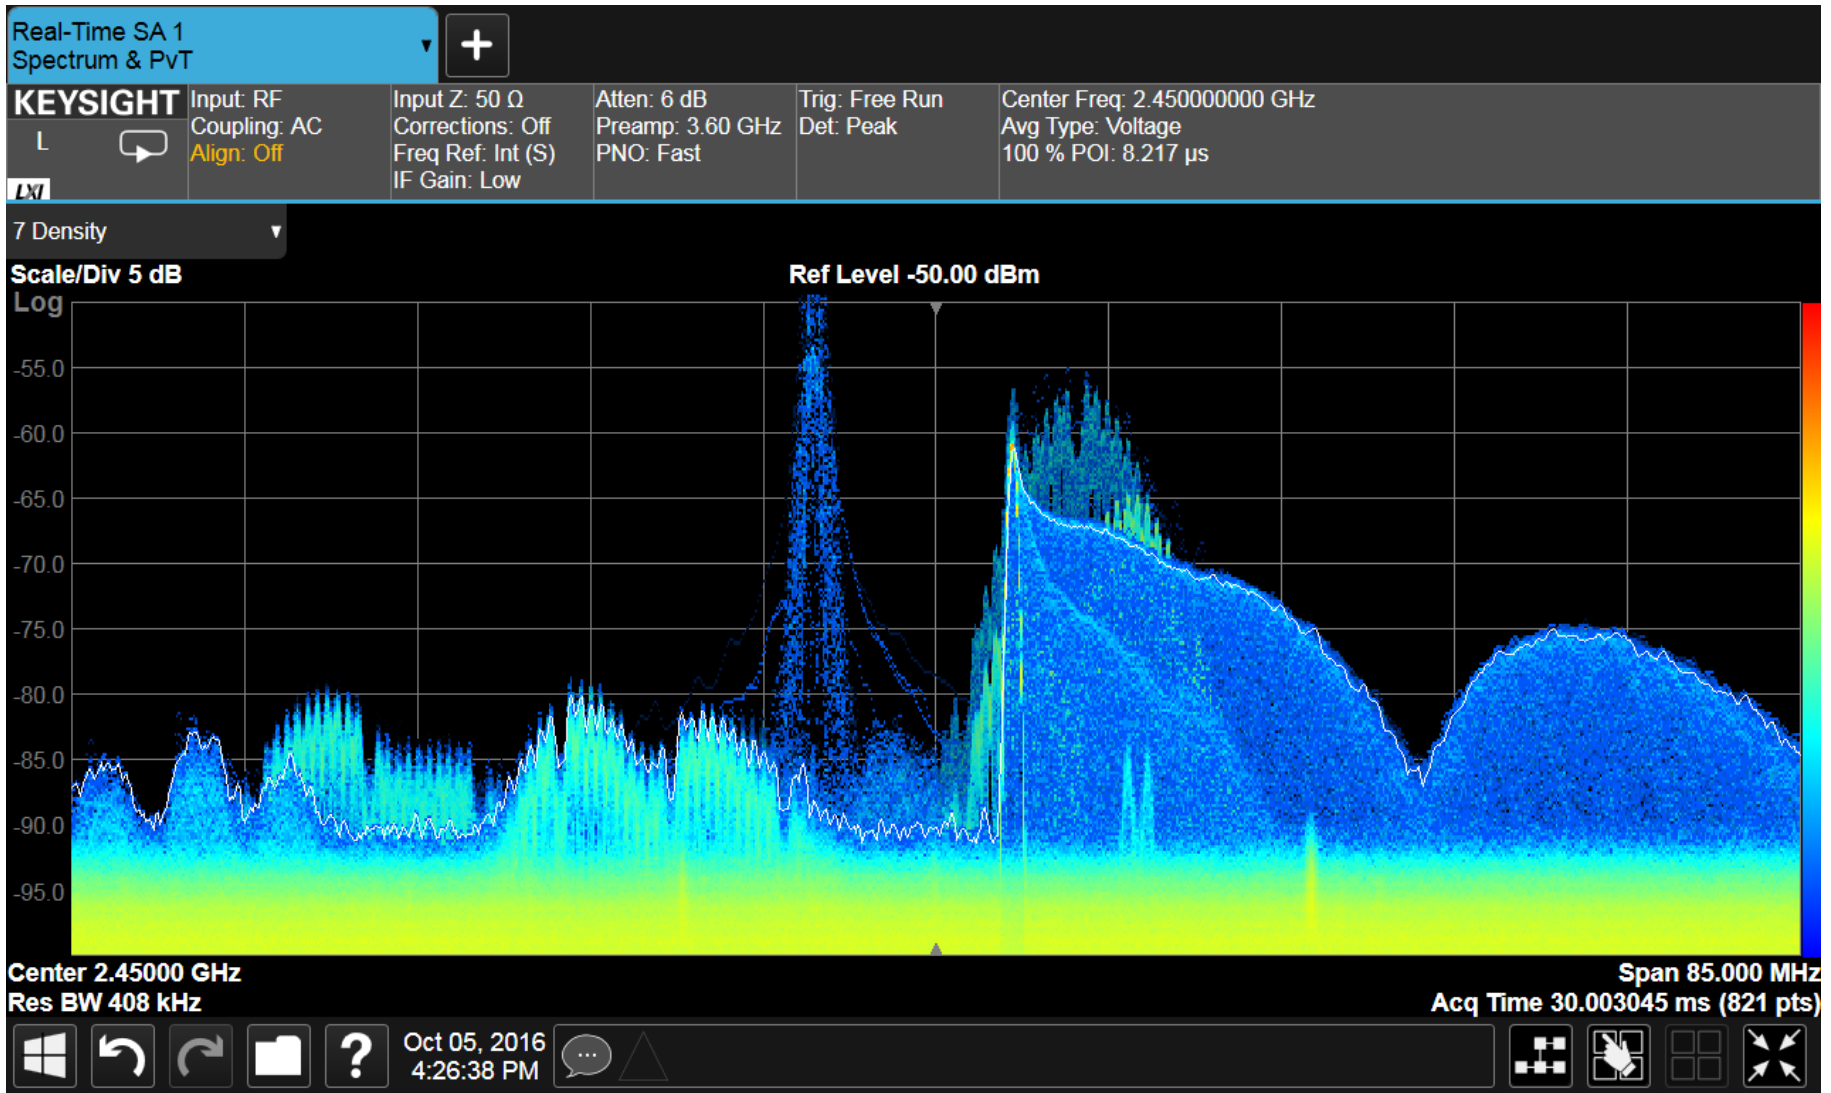 Real-Time SA 1
Spectrum & PvT
KEYSIGHT
L
LXI
Input: RF
Coupling: AC
Align: Off
Input Z: 50 Ω
Corrections: Off
Freq Ref: Int (S)
IF Gain: Low
Atten: 6 dB
Preamp: 3.60 GHz
PNO: Fast
Trig: Free Run
Det: Peak
Center Freq: 2.450000000 GHz
Avg Type: Voltage
100 % POI: 8.217 µs
7 Density
Scale/Div 5 dB
Ref Level -50.00 dBm
Log
-55.0
-60.0
-65.0
-70.0
-75.0
-80.0
-85.0
-90.0
-95.0
Center 2.45000 GHz
Span 85.000 MHz
Res BW 408 kHz
Acq Time 30.003045 ms (821 pts)
?
Oct 05, 2016
4:26:38 PM